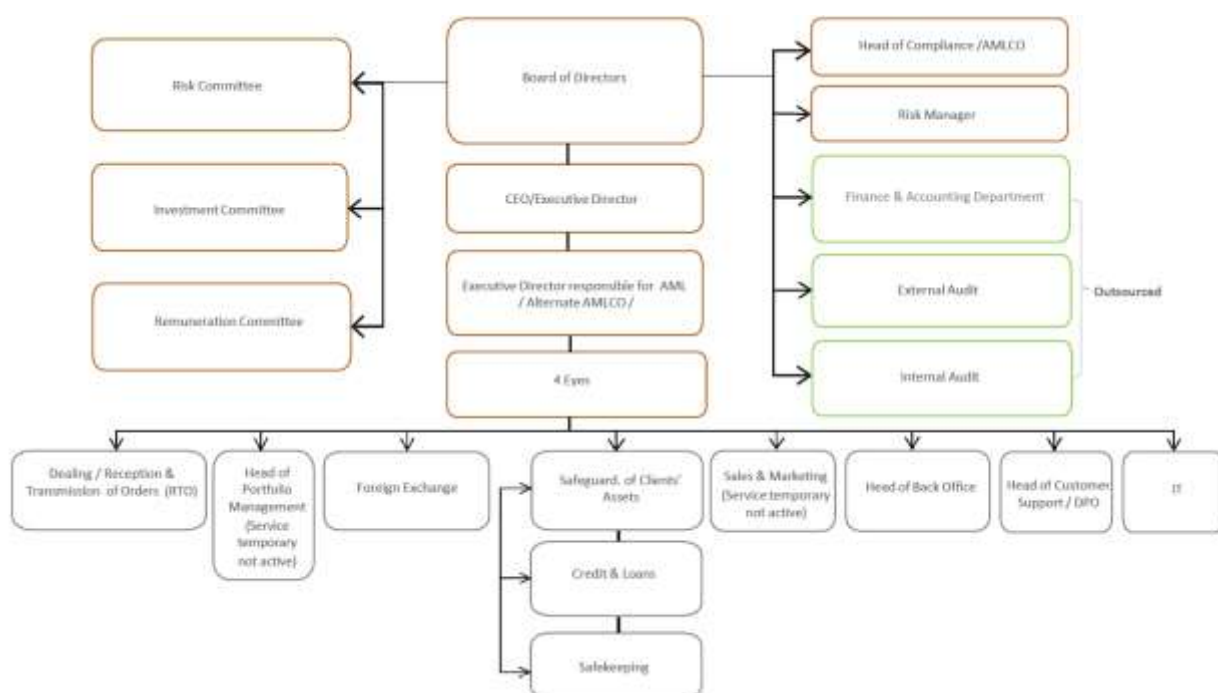 Board of Directors
Risk Committee
Investment Committee
Remuneration Committee
Head of Compliance /AMLCO
Risk Manager
Finance & Accounting Department
External Audit
Internal Audit
Outsourced
CEO/Executive Director
Executive Director responsible for AML
/ Alternate AMLCO /
4 Eyes
Dealing / Reception &
Transmission of Orders (RTO)
Head of
Portfolio
Management
(Service
temporary
not active)
Foreign Exchange
Safeguard. of Clients'
Assets
Credit & Loans
Safekeeping
Sales & Marketing
(Service temporary
not active)
Head of Back Office
Head of Customer
Support / DPO
IT